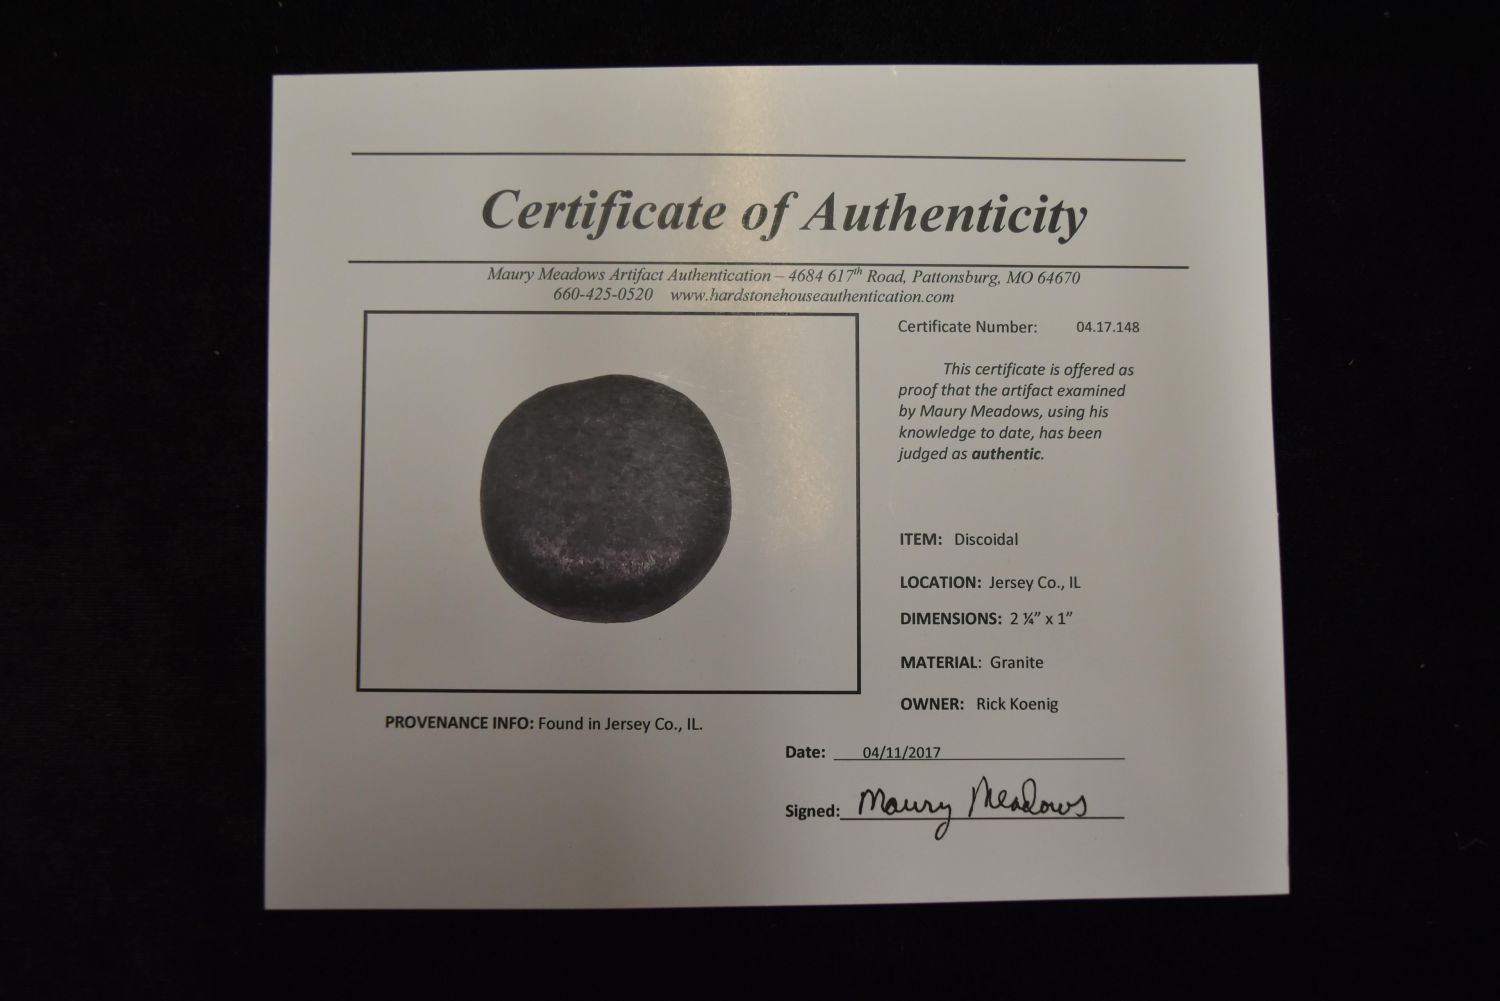 Certificate of Authenticity
Maury Meadows Artifact Authentication – 4684 617th Road, Pattonsburg, MO 64670
660-425-0520 www.hardstonehouseauthentication.com
Certificate Number: 04.17.148
This certificate is offered as
proof that the artifact examined
by Maury Meadows, using his
knowledge to date, has been
judged as authentic.
ITEM: Discoidal
LOCATION: Jersey Co., IL
DIMENSIONS: 2 ¼” x 1”
MATERIAL: Granite
OWNER: Rick Koenig
PROVENANCE INFO: Found in Jersey Co., IL.
Date: 04/11/2017
Signed: Maury Meadows